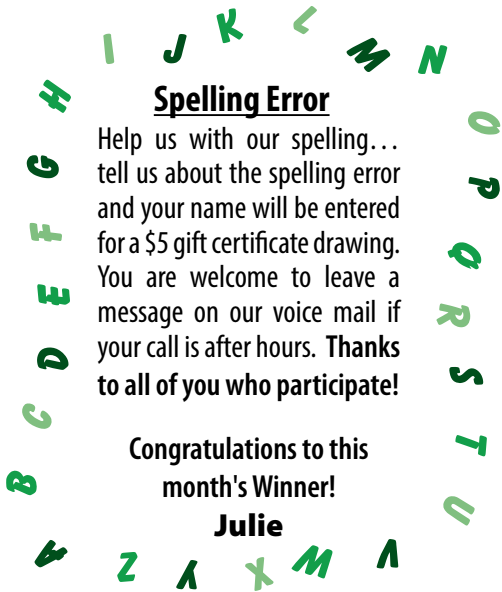 Spelling Error
Help us with our spelling…
tell us about the spelling error
and your name will be entered
for a $5 gift certificate drawing.
You are welcome to leave a
message on our voice mail if
your call is after hours. Thanks
to all of you who participate!
Congratulations to this
month's Winner!
Julie
A
B
C
D
E
F
G
H
I
J
K
L
M
N
O
P
Q
R
S
T
U
V
W
X
Y
Z